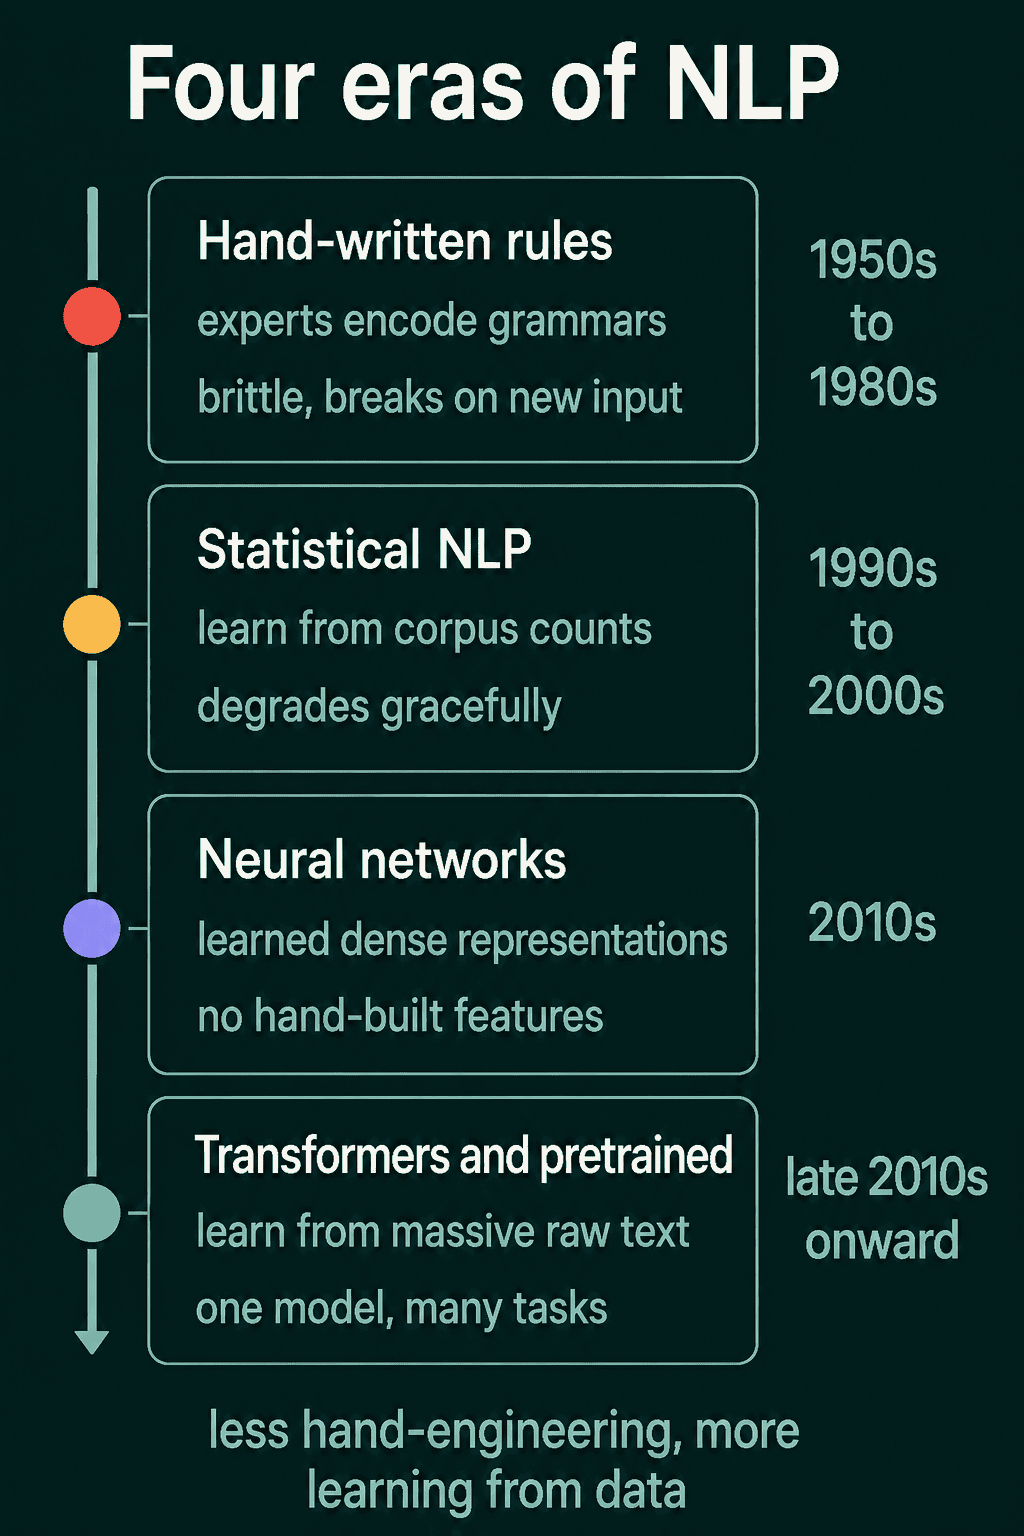 Four eras of NLP
Hand-written rules
experts encode grammars
brittle, breaks on new input
1950s
to
1980s
Statistical NLP
learn from corpus counts
degrades gracefully
1990s
to
2000s
Neural networks
learned dense representations
no hand-built features
2010s
Transformers and pretrained
learn from massive raw text
one model, many tasks
late 2010s
onward
less hand-engineering, more
learning from data